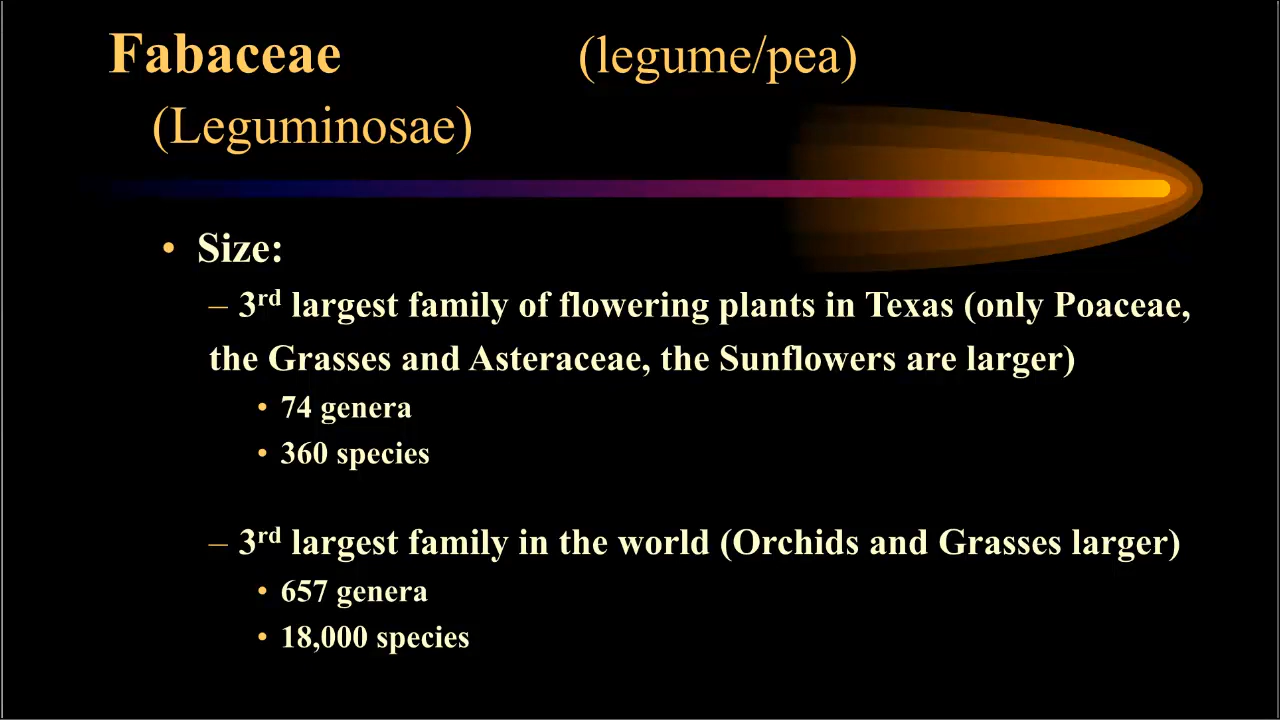 Fabaceae (legume/pea)
(Leguminosae)
• Size:
– 3rd largest family of flowering plants in Texas (only Poaceae,
the Grasses and Asteraceae, the Sunflowers are larger)
• 74 genera
• 360 species
– 3rd largest family in the world (Orchids and Grasses larger)
• 657 genera
• 18,000 species